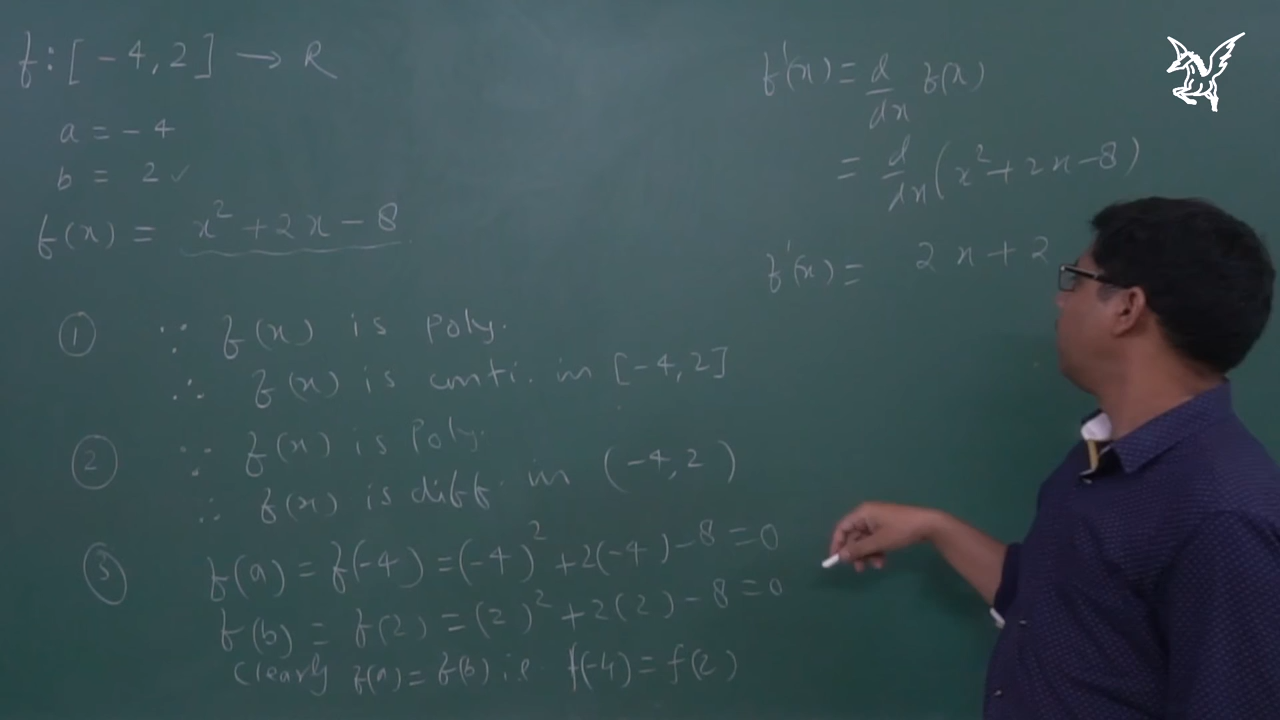 f : [ -4, 2 ] → R
a = -4
b = 2 ✓
f(x) = x² + 2x - 8
① ∵ f(x) is poly.
∴ f(x) is conti. in [-4, 2]
② ∵ f(x) is Poly.
∴ f(x) is diff. in (-4, 2)
③ f(a) = f(-4) = (-4)² + 2(-4) - 8 = 0
f(b) = f(2) = (2)² + 2(2) - 8 = 0
Clearly f(a) = f(b) i.e f(-4) = f(2)
f'(x) = d/dx f(x)
= d/dx (x² + 2x - 8)
f'(x) = 2x + 2